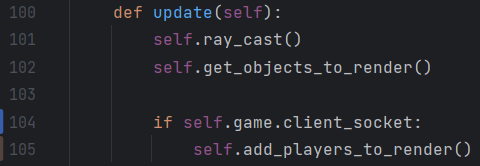 100 def update(self):
101 self.ray_cast()
102 self.get_objects_to_render()
103
104 if self.game.client_socket:
105 self.add_players_to_render()